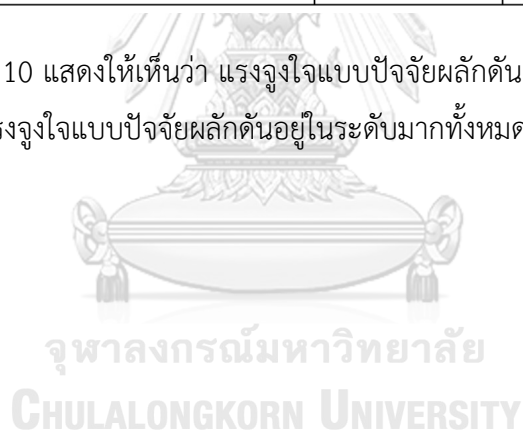 10 แสดงให้เห็นว่า แรงจูงใจแบบปัจจัยผลักดัน
รงจูงใจแบบปัจจัยผลักดันอยู่ในระดับมากทั้งหมด
จุฬาลงกรณ์มหาวิทยาลัย
CHULALONGKORN UNIVERSITY